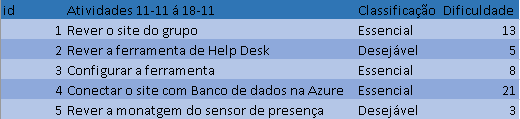 id Atividades 11-11 á 18-11 Classificação Dificuldade
1 Rever o site do grupo Essencial 13
2 Rever a ferramenta de Help Desk Desejável 5
3 Configurar a ferramenta Essencial 8
4 Conectar o site com Banco de dados na Azure Essencial 21
5 Rever a monatgem do sensor de presença Desejável 3